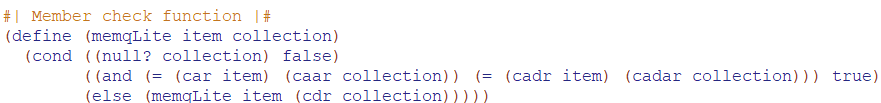 #| Member check function |#
(define (memqLite item collection)
  (cond ((null? collection) false)
        ((and (= (car item) (caar collection)) (= (cadr item) (cadar collection))) true)
        (else (memqLite item (cdr collection)))))